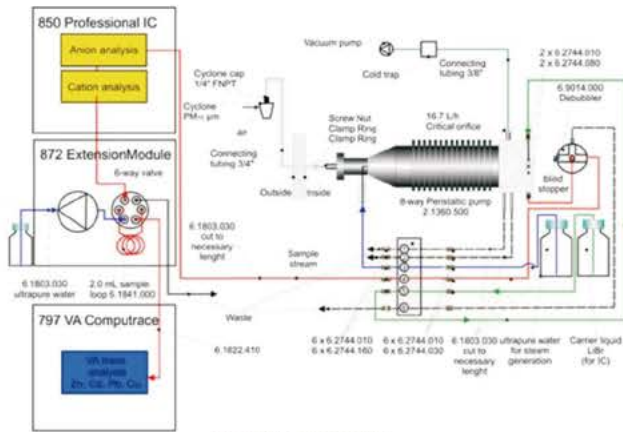 850 Professional IC
Anion analysis
Cation analysis
872 ExtensionModule
6-way valve
6.1803.030
ultrapure water
2.0 mL sample
loop 6.1841.000
797 VA Computrace
VA trace
analysis
Zn, Cd, Pb, Cu
Vacuum pump
Cold trap
Connecting
tubing 3/8"
Cyclone cap
1/4" FNPT
Cyclone
air
Connecting
tubing 3/4"
Outside
Inside
Screw Nut
Clamp Ring
Clamp Ring
16.7 L/h
Critical orifice
8-way Peristaltic pump
2.1360.500
2 x 6.2744.010
2 x 6.2744.080
6.9014.000
Debubbler
blind
stopper
6.1803.030
cut to
necessary
lenght
Sample
stream
Waste
6.1622.410
6 x 6.2744.010
6 x 6.2744.160
6 x 6.2744.010
6 x 6.2744.030
6.1803.030
cut to
necessary
lenght
ultrapure water
for steam
generation
Carrier liquid
LiBr
(for IC)